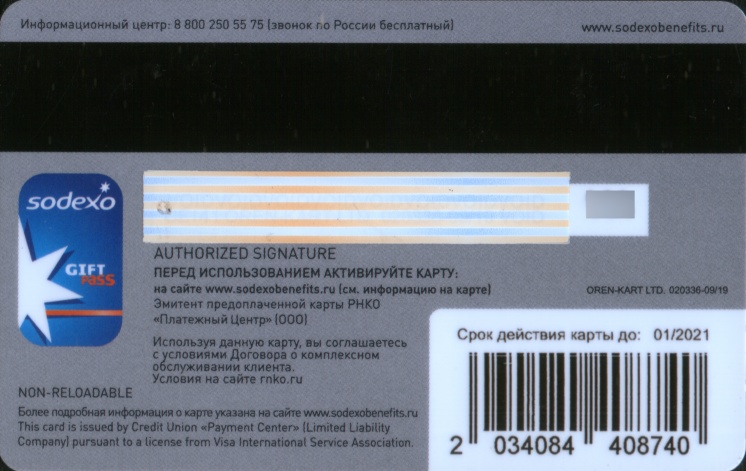 Информационный центр: 8 800 250 55 75 (звонок по России бесплатный)
www.sodexobenefits.ru
sodexo
GIFT
Pass
AUTHORIZED SIGNATURE
ПЕРЕД ИСПОЛЬЗОВАНИЕМ АКТИВИРУЙТЕ КАРТУ:
на сайте www.sodexobenefits.ru (см. информацию на карте)
Эмитент предоплаченной карты РНКО
«Платежный Центр» (ООО)
OREN-KART LTD. 020336-09/19
Используя данную карту, вы соглашаетесь
с условиями Договора о комплексном
обслуживании клиента.
Условия на сайте rnko.ru
Срок действия карты до: 01/2021
2 034084 408740
NON-RELOADABLE
Более подробная информация о карте указана на сайте www.sodexobenefits.ru
This card is issued by Credit Union «Payment Center» (Limited Liability
Company) pursuant to a license from Visa International Service Association.